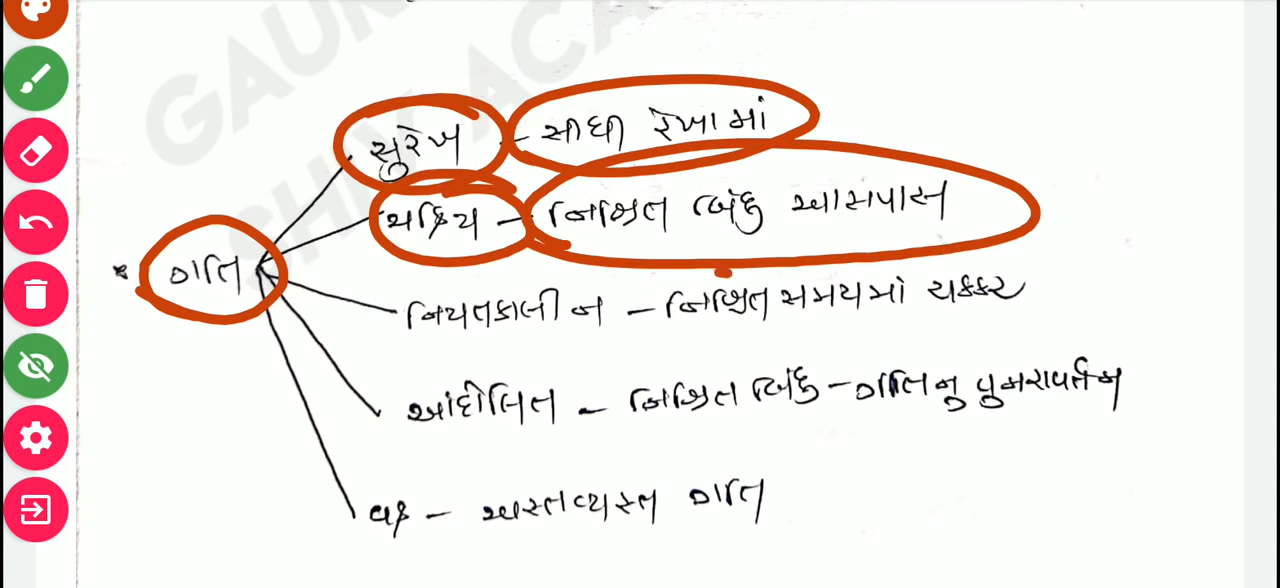 સુરેખ - સીધી રેખામાં
ચક્રિય - નિશ્ચિત બિંદુ આસપાસ
* ગતિ
નિયતકાલીન - નિશ્ચિત સમયમાં ચક્કર
આંદોલિત - નિશ્ચિત બિંદુ - ગતિનુ પુનરાવર્તન
વક્ર - અસ્તવ્યસ્ત ગતિ